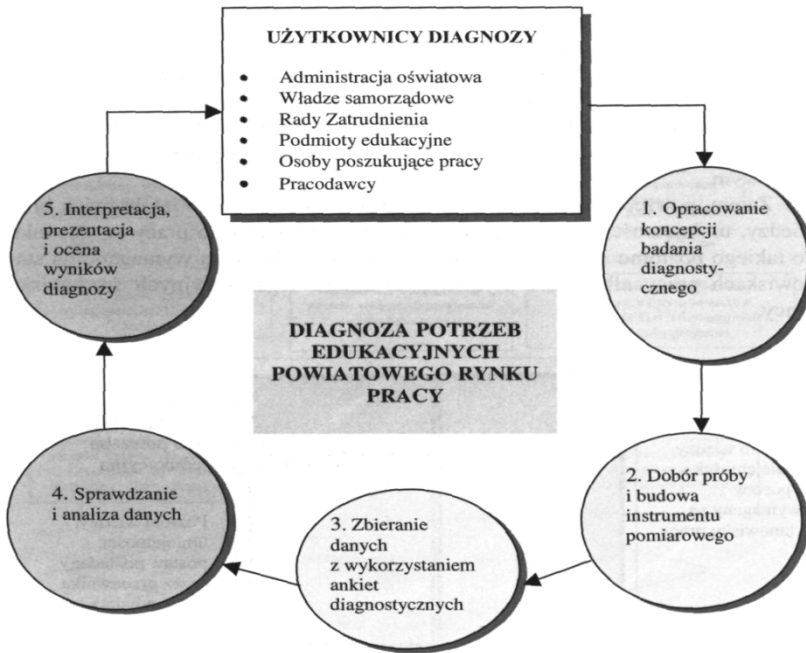 UŻYTKOWNICY DIAGNOZY
• Administracja oświatowa
• Władze samorządowe
• Rady Zatrudnienia
• Podmioty edukacyjne
• Osoby poszukujące pracy
• Pracodawcy
1. Opracowanie
koncepcji
badania
diagnosty-
cznego
2. Dobór próby
i budowa
instrumentu
pomiarowego
3. Zbieranie
danych
z wykorzystaniem
ankiet
diagnostycznych
4. Sprawdzanie
i analiza danych
5. Interpretacja,
prezentacja
i ocena
wyników
diagnozy
DIAGNOZA POTRZEB
EDUKACYJNYCH
POWIATOWEGO RYNKU
PRACY